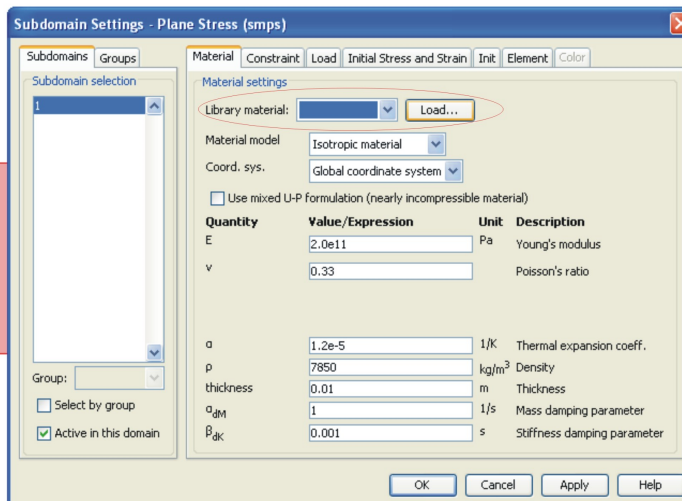 Subdomain Settings - Plane Stress (smps)
Subdomains Groups
Subdomain selection
1
Group:
Select by group
Active in this domain
Material Constraint Load Initial Stress and Strain Init Element Color
Material settings
Library material: Load...
Material model Isotropic material
Coord. sys. Global coordinate system
Use mixed U-P formulation (nearly incompressible material)
Quantity Value/Expression Unit Description
E 2.0e11 Pa Young's modulus
ν 0.33 Poisson's ratio
α 1.2e-5 1/K Thermal expansion coeff.
ρ 7850 kg/m³ Density
thickness 0.01 m Thickness
α_dM 1 1/s Mass damping parameter
β_dK 0.001 s Stiffness damping parameter
OK Cancel Apply Help